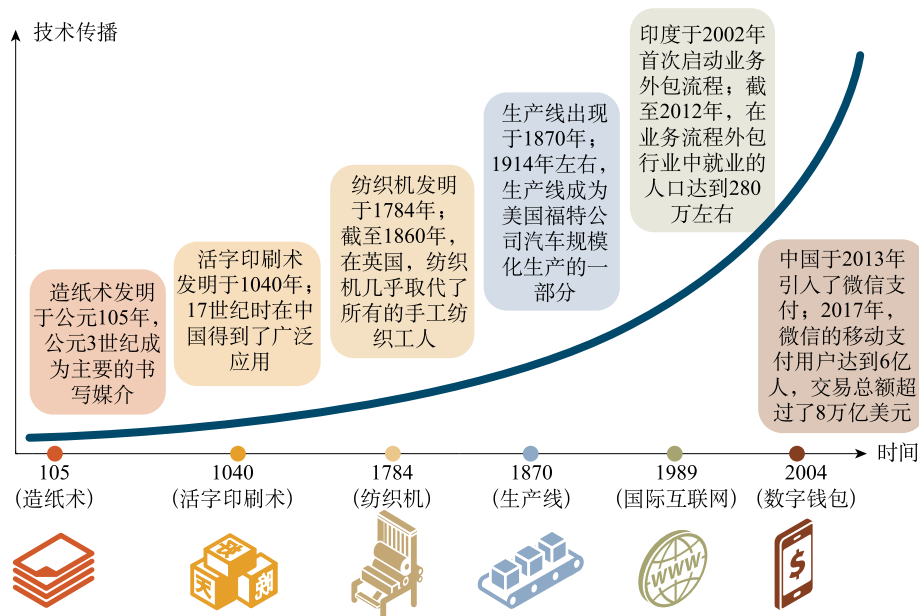 技术传播
造纸术发明
于公元105年，
公元3世纪成
为主要的书
写媒介
活字印刷术
发明于1040年；
17世纪时在中
国得到了广泛
应用
纺织机发明
于1784年；
截至1860年，
在英国，纺织
机几乎取代了
所有的手工纺
织工人
生产线出现
于1870年；
1914年左右，
生产线成为
美国福特公
司汽车规模
化生产的一
部分
印度于2002年
首次启动业务
外包流程；截
至2012年，在
业务流程外包
行业中就业的
人口达到280
万左右
中国于2013年
引入了微信支
付；2017年，
微信的移动支
付用户达到6亿
人，交易总额超
过了8万亿美元
时间
105
(造纸术)
1040
(活字印刷术)
1784
(纺织机)
1870
(生产线)
1989
(国际互联网)
2004
(数字钱包)
天
WWW
$